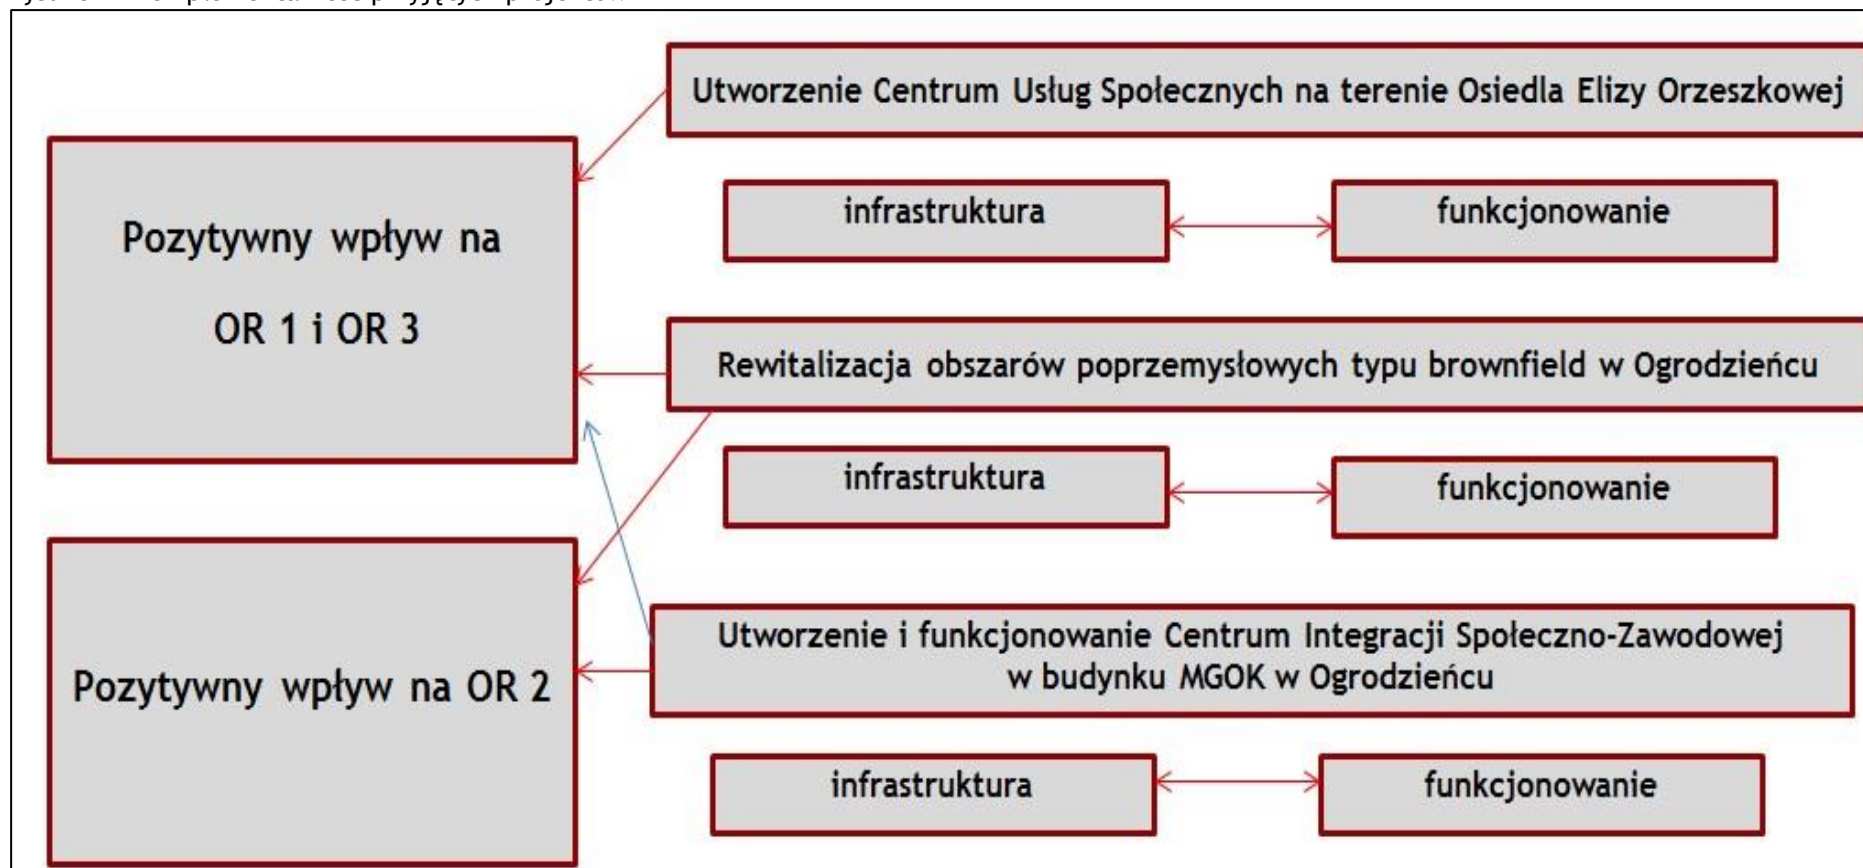 Utworzenie Centrum Usług Społecznych na terenie Osiedla Elizy Orzeszkowej
infrastruktura
funkcjonowanie
Pozytywny wpływ na
OR 1 i OR 3
Rewitalizacja obszarów poprzemysłowych typu brownfield w Ogrodzieńcu
infrastruktura
funkcjonowanie
Pozytywny wpływ na OR 2
Utworzenie i funkcjonowanie Centrum Integracji Społeczno-Zawodowej
w budynku MGOK w Ogrodzieńcu
infrastruktura
funkcjonowanie